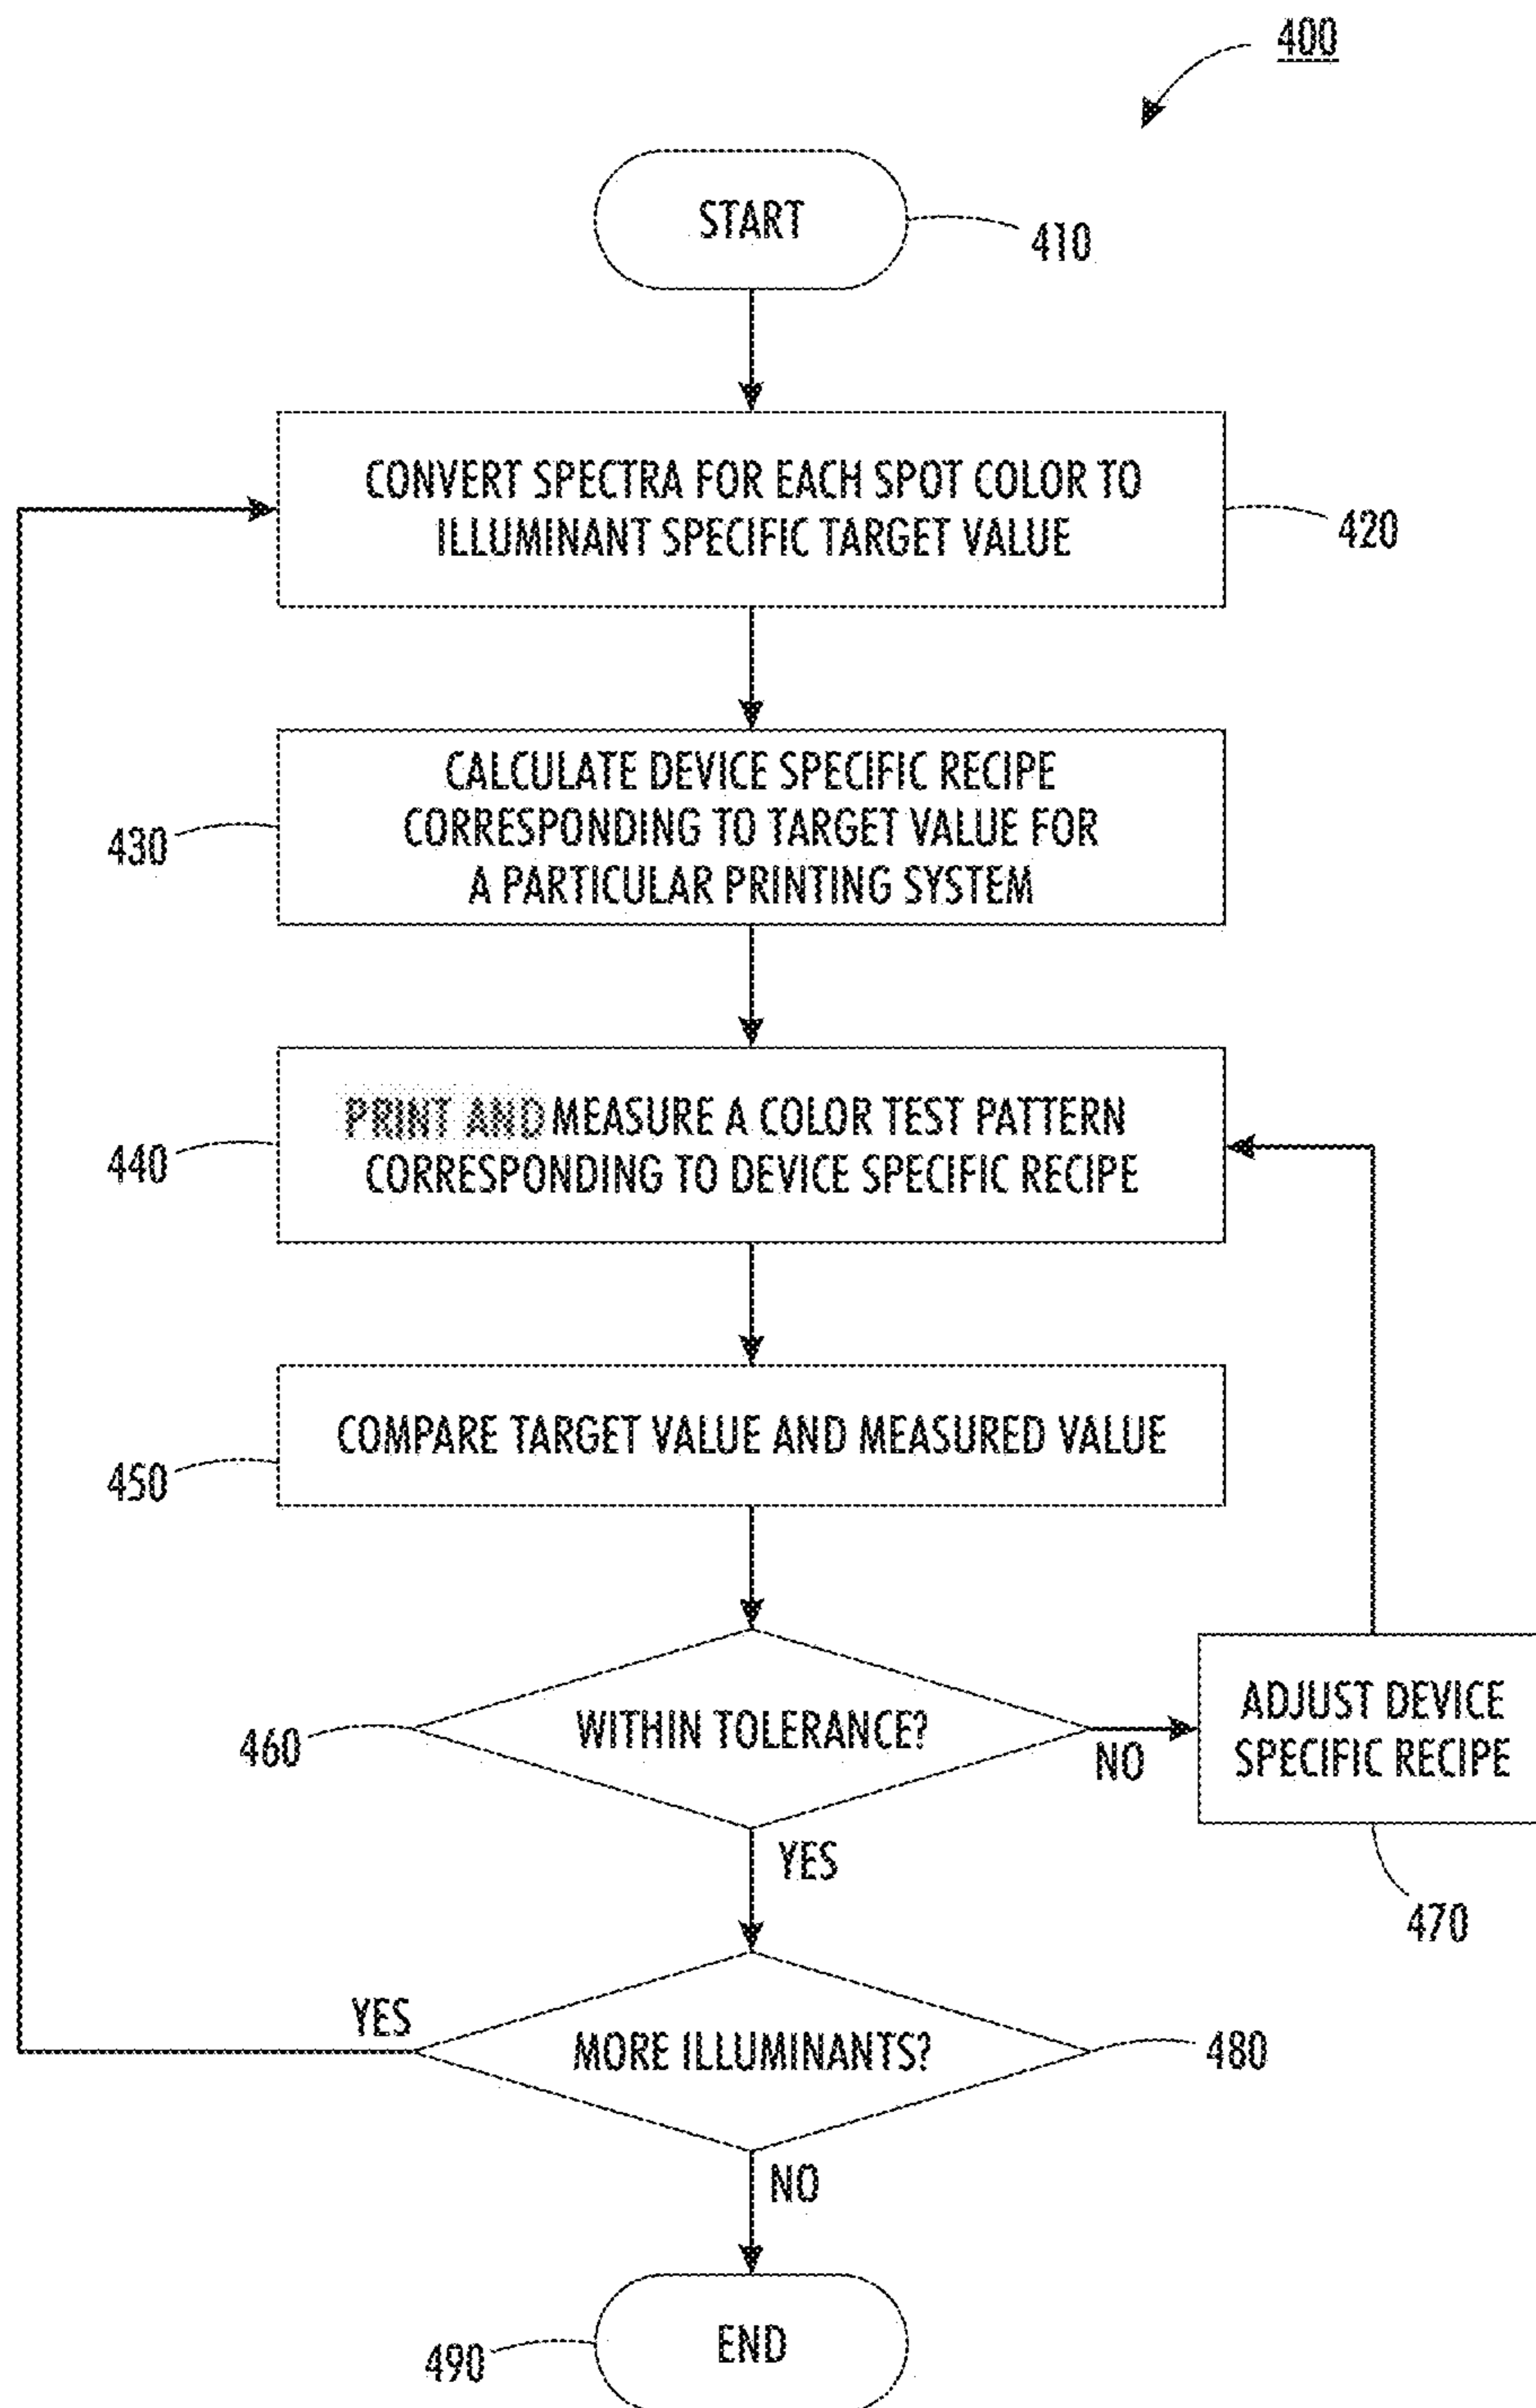 400
START
410
CONVERT SPECTRA FOR EACH SPOT COLOR TO
ILLUMINANT SPECIFIC TARGET VALUE
420
CALCULATE DEVICE SPECIFIC RECIPE
CORRESPONDING TO TARGET VALUE FOR
A PARTICULAR PRINTING SYSTEM
430
PRINT AND MEASURE A COLOR TEST PATTERN
CORRESPONDING TO DEVICE SPECIFIC RECIPE
440
COMPARE TARGET VALUE AND MEASURED VALUE
450
WITHIN TOLERANCE?
460
NO
ADJUST DEVICE
SPECIFIC RECIPE
470
YES
YES
MORE ILLUMINANTS?
480
NO
END
490